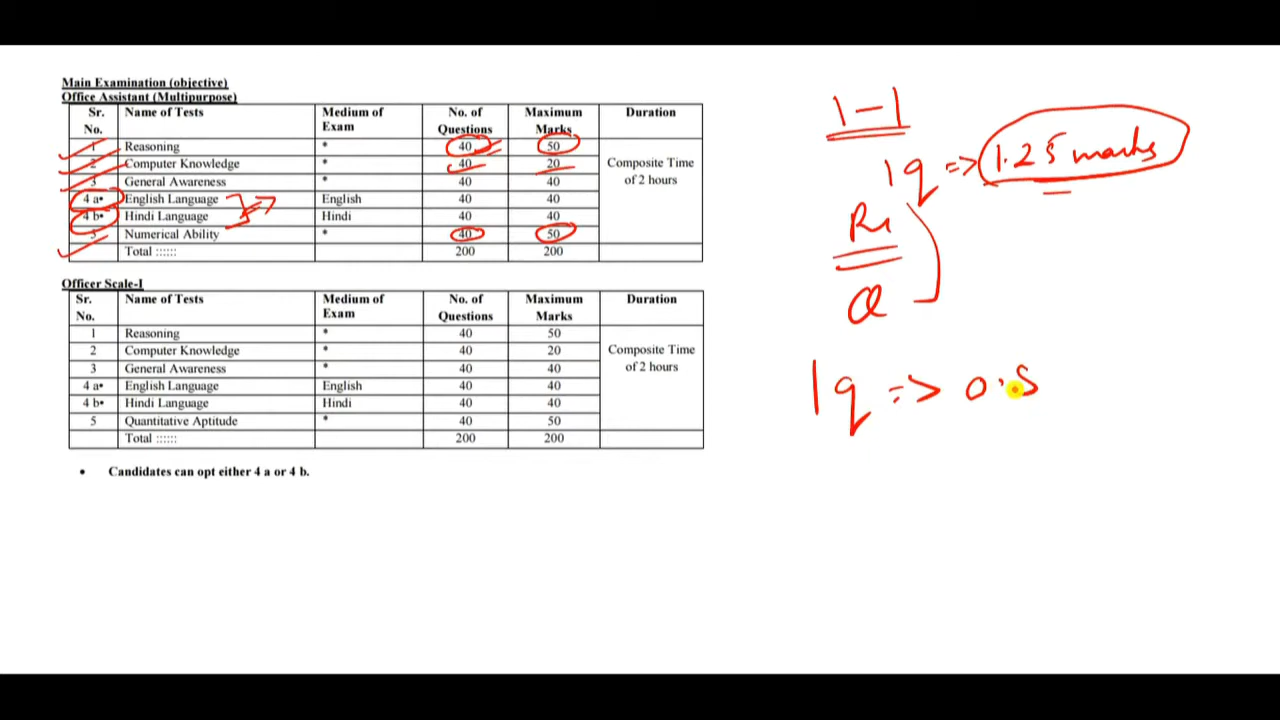 Main Examination (objective)
Office Assistant (Multipurpose)
Sr. No. Name of Tests Medium of Exam No. of Questions Maximum Marks Duration
1 Reasoning * 40 50 Composite Time of 2 hours
2 Computer Knowledge * 40 20
3 General Awareness * 40 40
4 a• English Language English 40 40
4 b• Hindi Language Hindi 40 40
5 Numerical Ability * 40 50
Total :::::: 200 200
Officer Scale-I
Sr. No. Name of Tests Medium of Exam No. of Questions Maximum Marks Duration
1 Reasoning * 40 50 Composite Time of 2 hours
2 Computer Knowledge * 40 20
3 General Awareness * 40 40
4 a• English Language English 40 40
4 b• Hindi Language Hindi 40 40
5 Quantitative Aptitude * 40 50
Total :::::: 200 200
• Candidates can opt either 4 a or 4 b.
1-1
1q => 1.25 marks
R
Q
1q => 0.5